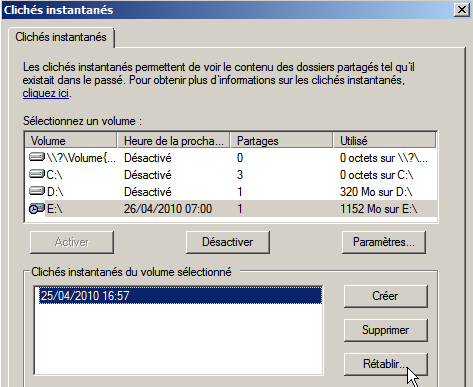 Clichés instantanés
Clichés instantanés
Les clichés instantanés permettent de voir le contenu des dossiers partagés tel qu'il
existait dans le passé. Pour obtenir plus d'informations sur les clichés instantanés,
cliquez ici.
Sélectionnez un volume :
Volume Heure de la procha... Partages Utilisé
\\?\Volume{... Désactivé 0 0 octets sur \\?\...
C:\ Désactivé 3 0 octets sur C:\
D:\ Désactivé 1 320 Mo sur D:\
E:\ 26/04/2010 07:00 1 1152 Mo sur E:\
Activer Désactiver Paramètres...
Clichés instantanés du volume sélectionné
25/04/2010 16:57
Créer
Supprimer
Rétablir...